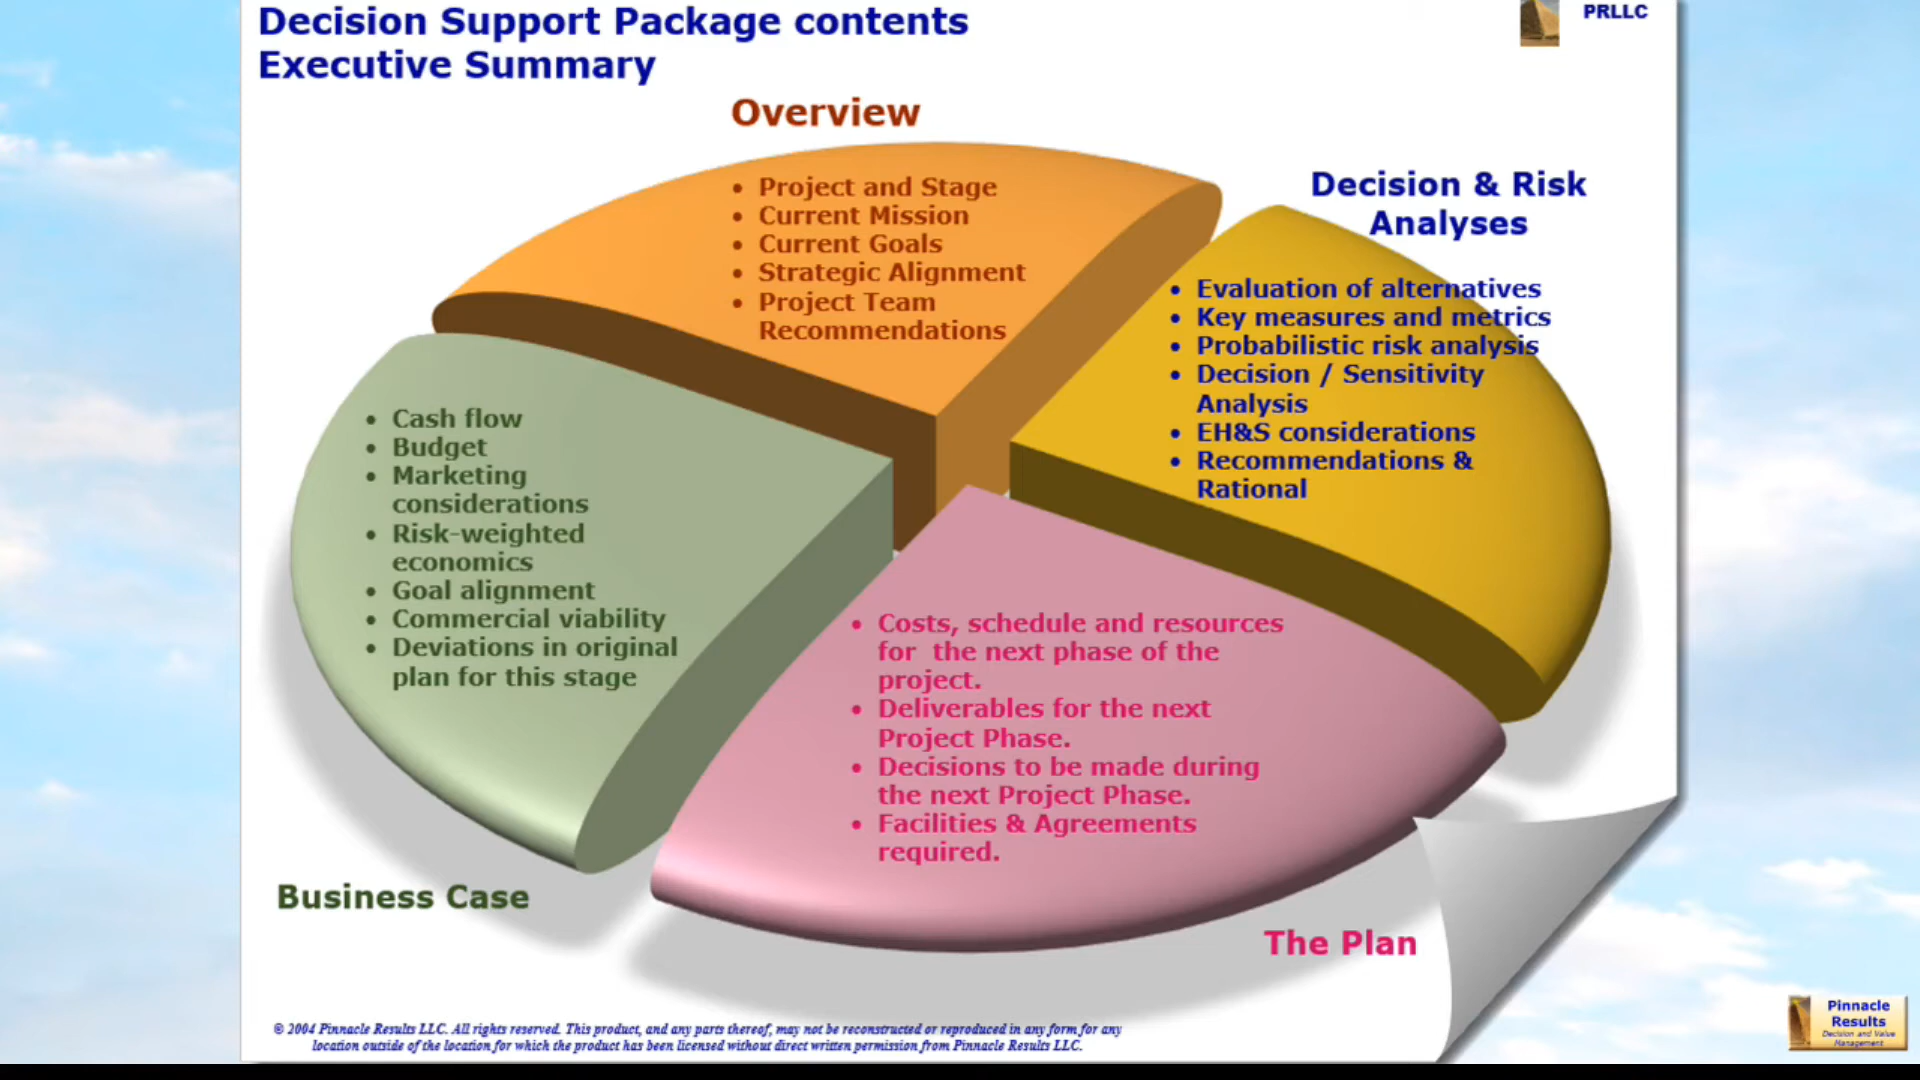 Decision Support Package contents
Executive Summary
PRLLC
Overview
• Project and Stage
• Current Mission
• Current Goals
• Strategic Alignment
• Project Team
Recommendations
Decision & Risk
Analyses
• Evaluation of alternatives
• Key measures and metrics
• Probabilistic risk analysis
• Decision / Sensitivity
Analysis
• EH&S considerations
• Recommendations &
Rational
• Cash flow
• Budget
• Marketing
considerations
• Risk-weighted
economics
• Goal alignment
• Commercial viability
• Deviations in original
plan for this stage
Business Case
• Costs, schedule and resources
for the next phase of the
project.
• Deliverables for the next
Project Phase.
• Decisions to be made during
the next Project Phase.
• Facilities & Agreements
required.
The Plan
© 2004 Pinnacle Results LLC. All rights reserved. This product, and any parts thereof, may not be reconstructed or reproduced in any form for any
location outside of the location for which the product has been licensed without direct written permission from Pinnacle Results LLC.
Pinnacle
Results
Decision and Value
Management